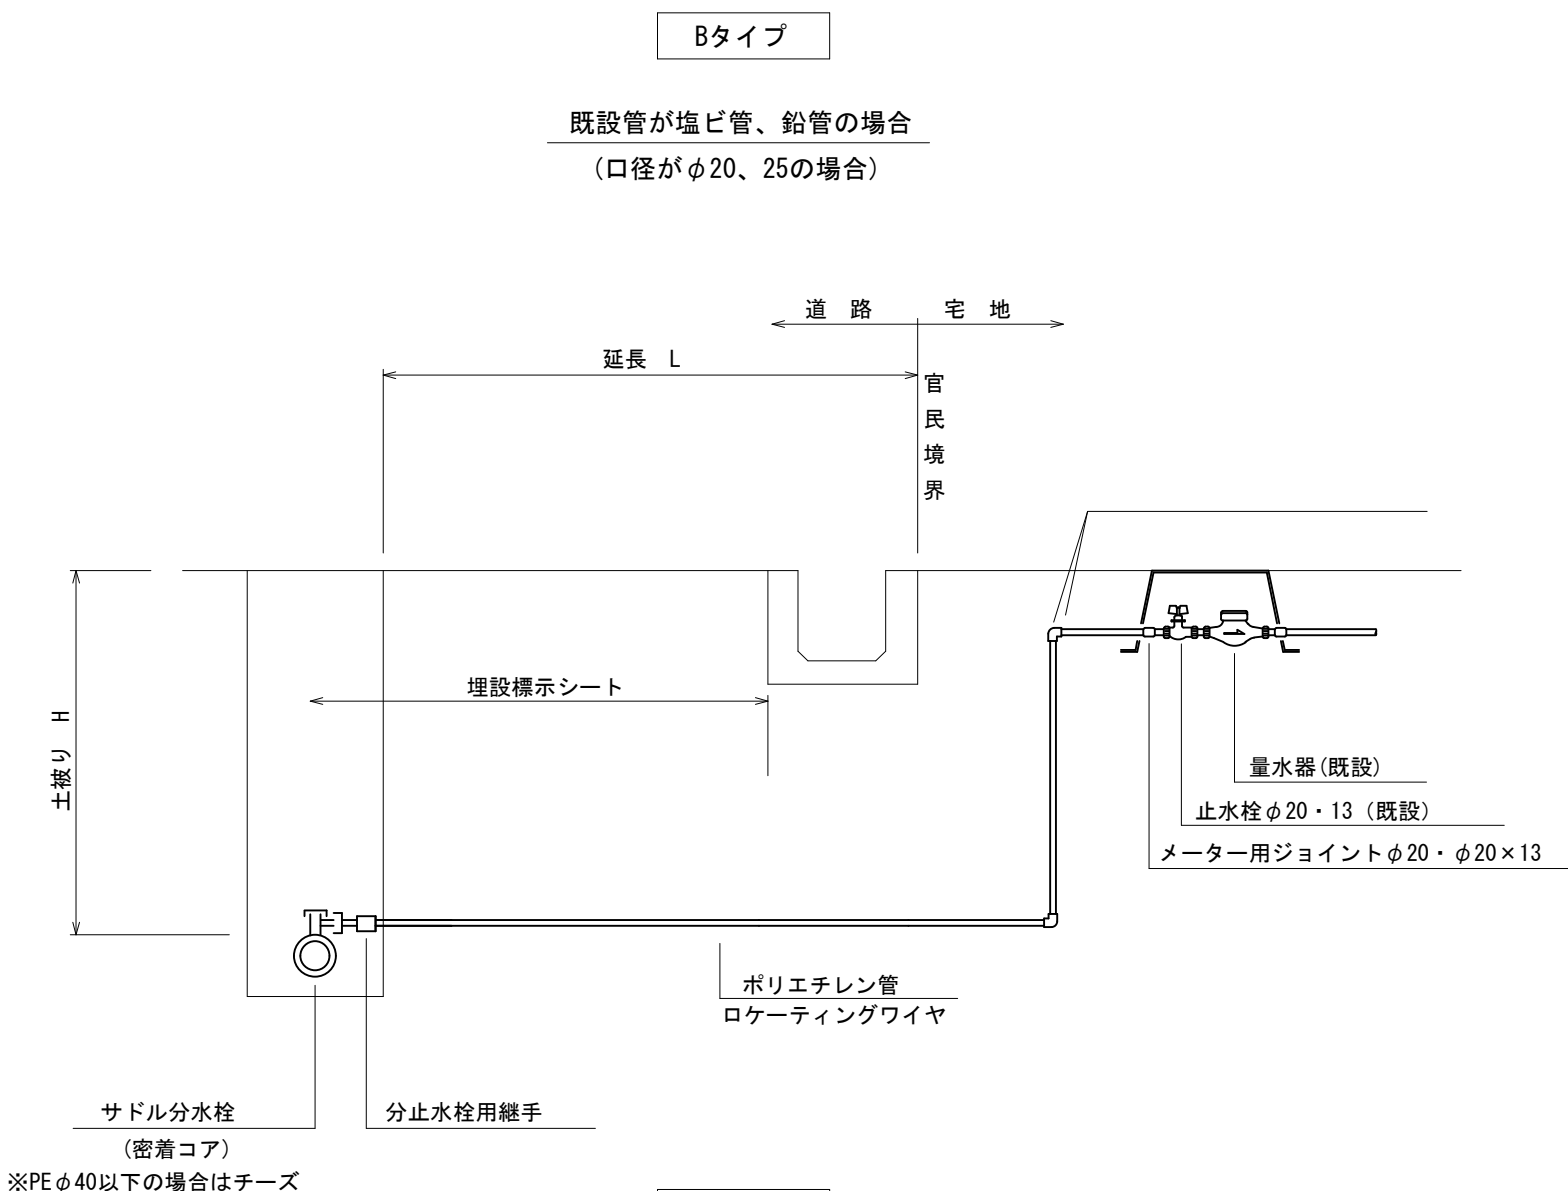 Bタイプ
既設管が塩ビ管、鉛管の場合
(口径がφ20、25の場合)
道 路
宅 地
延長 L
官民境界
埋設標示シート
土被り H
量水器(既設)
止水栓φ20・13(既設)
メーター用ジョイントφ20・φ20×13
ポリエチレン管
ロケーティングワイヤ
サドル分水栓
(密着コア)
※PEφ40以下の場合はチーズ
分止水栓用継手